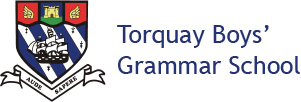 Torquay Boys'
Grammar School
AUDE SAPERE